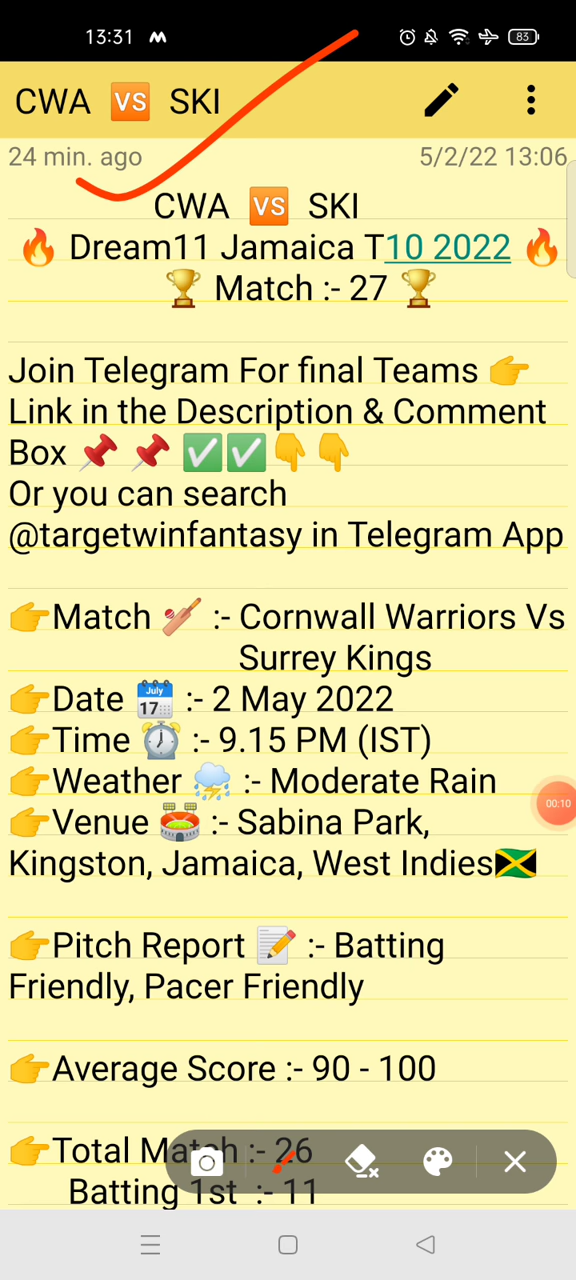 13:31
83
CWA VS SKI
24 min. ago 5/2/22 13:06
CWA VS SKI
🔥 Dream11 Jamaica T10 2022 🔥
🏆 Match :- 27 🏆
Join Telegram For final Teams 👉
Link in the Description & Comment
Box 📌 📌 ✅✅👇👇
Or you can search
@targetwinfantasy in Telegram App
👉Match 🏏 :- Cornwall Warriors Vs
Surrey Kings
👉Date 📅 :- 2 May 2022
👉Time ⏰ :- 9.15 PM (IST)
👉Weather ⛈️ :- Moderate Rain
00:10
👉Venue 🏟️ :- Sabina Park,
Kingston, Jamaica, West Indies🇯🇲
👉Pitch Report 📝 :- Batting
Friendly, Pacer Friendly
👉Average Score :- 90 - 100
👉Total Match :- 26
Batting 1st :- 11